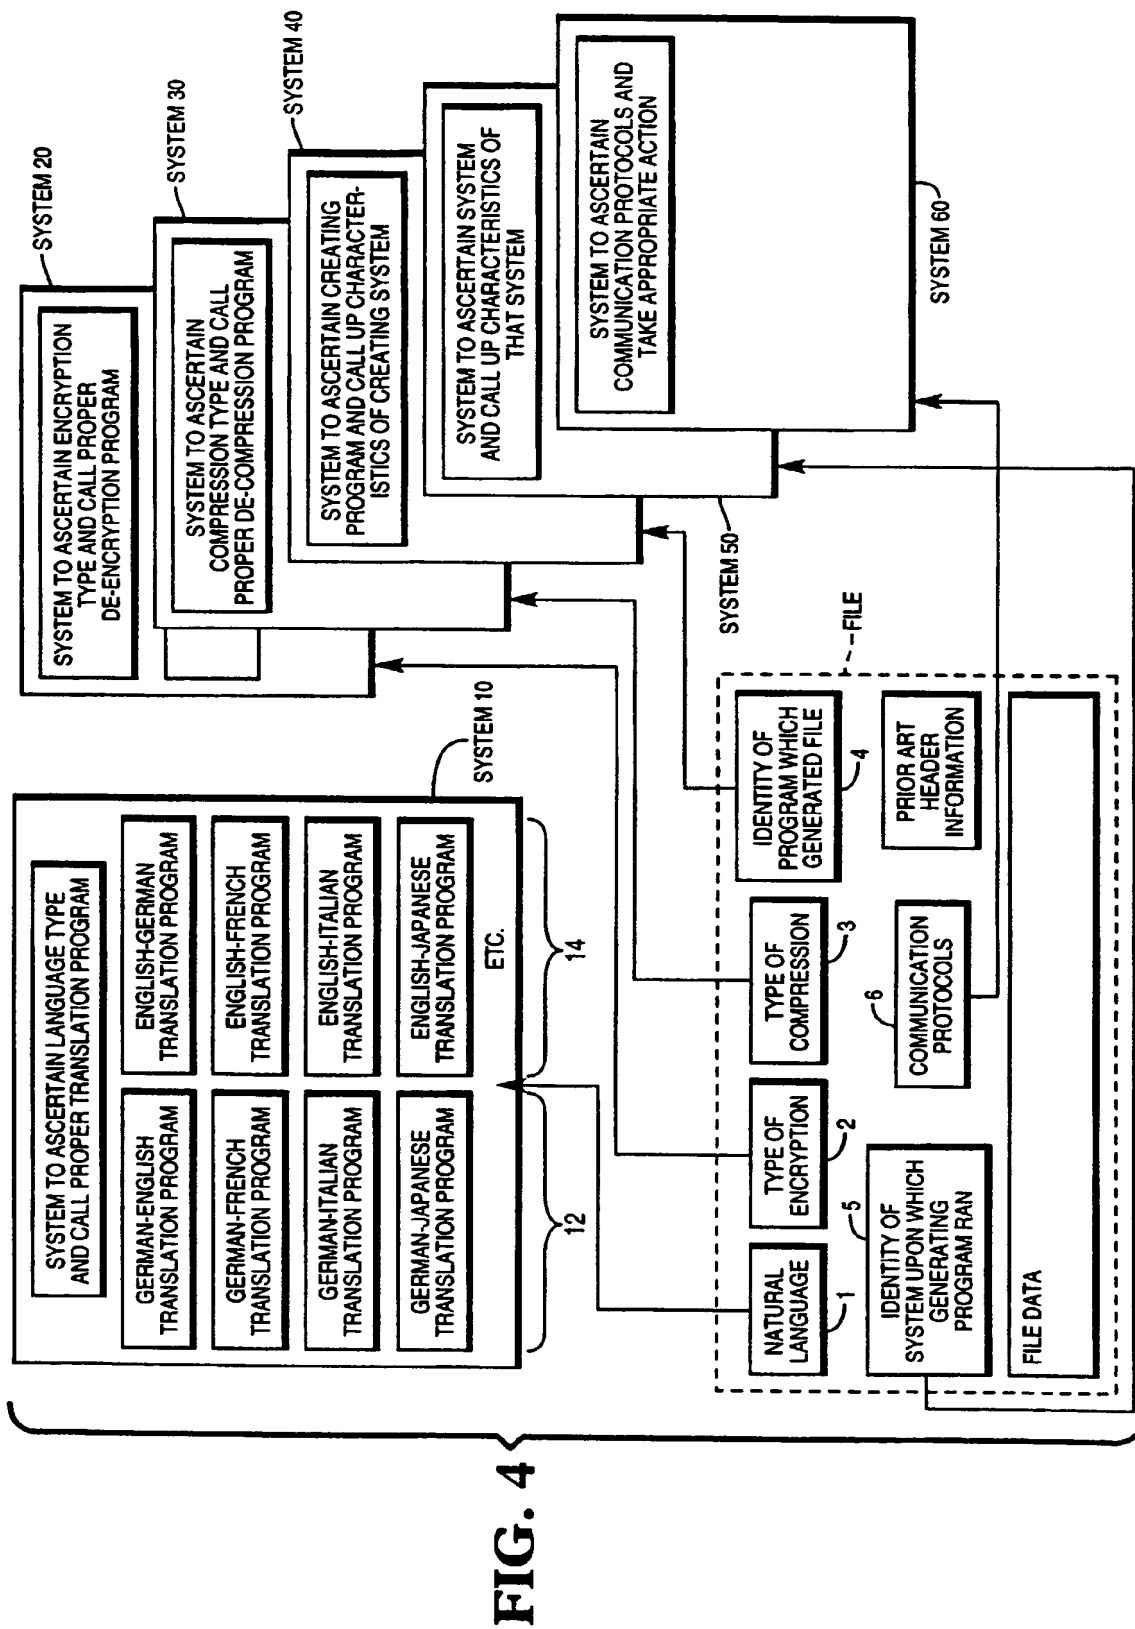 SYSTEM TO ASCERTAIN LANGUAGE TYPE
AND CALL PROPER TRANSLATION PROGRAM
GERMAN-ENGLISH
TRANSLATION PROGRAM
ENGLISH-GERMAN
TRANSLATION PROGRAM
GERMAN-FRENCH
TRANSLATION PROGRAM
ENGLISH-FRENCH
TRANSLATION PROGRAM
GERMAN-ITALIAN
TRANSLATION PROGRAM
ENGLISH-ITALIAN
TRANSLATION PROGRAM
GERMAN-JAPANESE
TRANSLATION PROGRAM
ENGLISH-JAPANESE
TRANSLATION PROGRAM
ETC.
12
14
SYSTEM 10
SYSTEM TO ASCERTAIN ENCRYPTION
TYPE AND CALL PROPER
DE-ENCRYPTION PROGRAM
SYSTEM 20
SYSTEM TO ASCERTAIN
COMPRESSION TYPE AND CALL
PROPER DE-COMPRESSION PROGRAM
SYSTEM 30
SYSTEM TO ASCERTAIN CREATING
PROGRAM AND CALL UP CHARACTER-
ISTICS OF CREATING SYSTEM
SYSTEM 40
SYSTEM TO ASCERTAIN SYSTEM
AND CALL UP CHARACTERISTICS OF
THAT SYSTEM
SYSTEM 50
SYSTEM TO ASCERTAIN
COMMUNICATION PROTOCOLS AND
TAKE APPROPRIATE ACTION
SYSTEM 60
FILE
NATURAL
LANGUAGE
1
TYPE OF
ENCRYPTION
2
TYPE OF
COMPRESSION
3
IDENTITY OF
PROGRAM WHICH
GENERATED FILE
4
5
IDENTITY OF
SYSTEM UPON WHICH
GENERATING
PROGRAM RAN
6
COMMUNICATION
PROTOCOLS
PRIOR ART
HEADER
INFORMATION
FILE DATA
FIG. 4